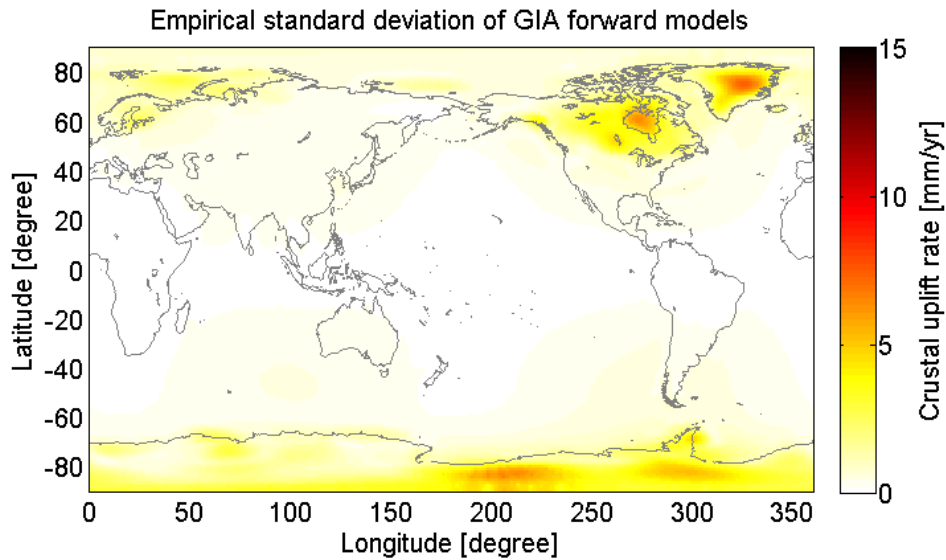 Empirical standard deviation of GIA forward models
80
60
40
20
0
-20
-40
-60
-80
Latitude [degree]
0 50 100 150 200 250 300 350
Longitude [degree]
15
10
5
0
Crustal uplift rate [mm/yr]